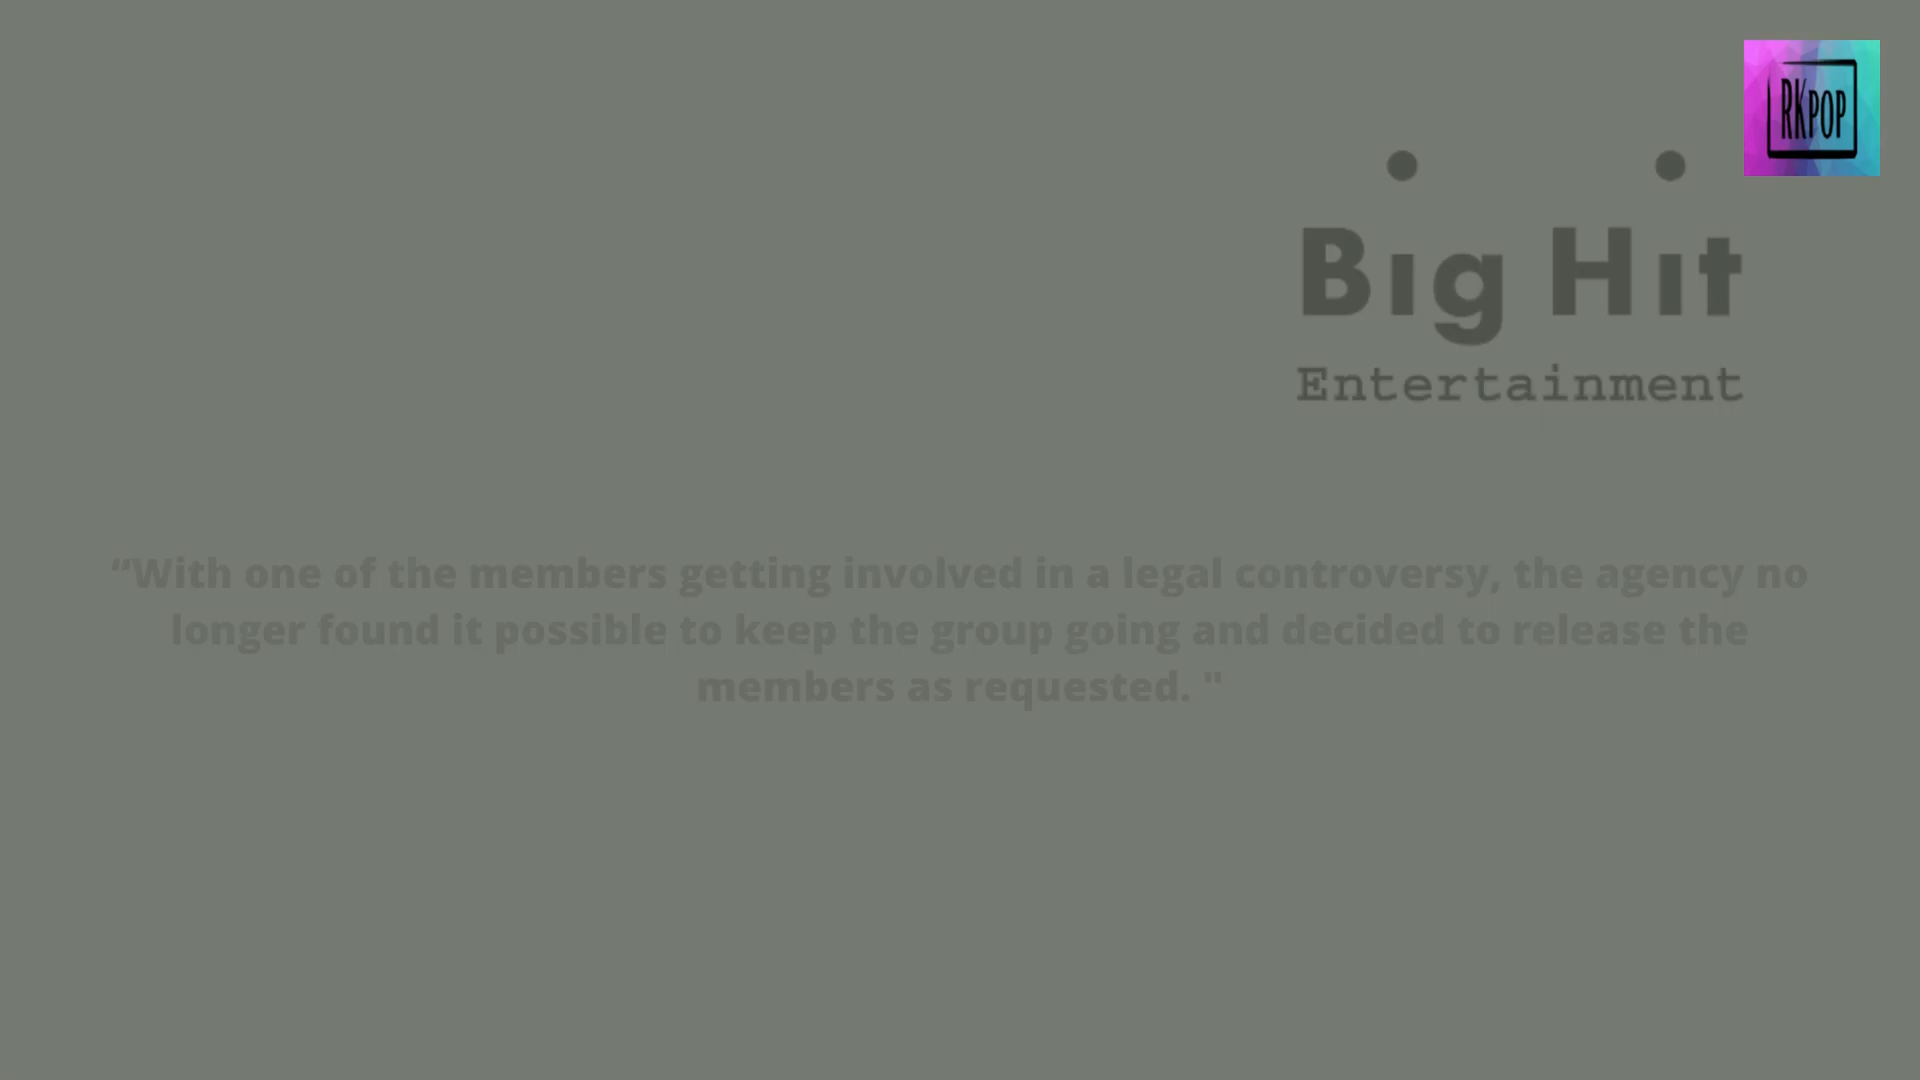 RKPOP
Big Hit
Entertainment
“With one of the members getting involved in a legal controversy, the agency no
longer found it possible to keep the group going and decided to release the
members as requested. "